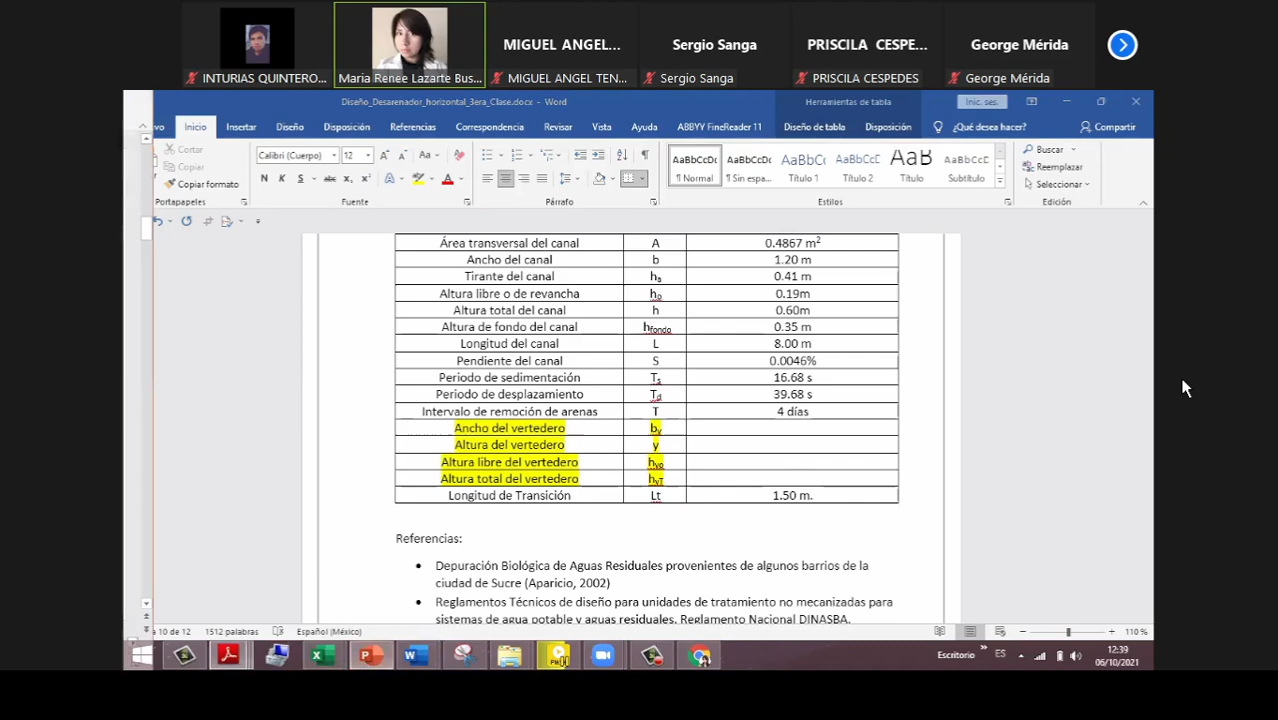 MIGUEL ANGEL...
Sergio Sanga
PRISCILA CESPE...
George Mérida
INTURIAS QUINTERO...
Maria Renee Lazarte Bus...
MIGUEL ANGEL TEN...
Sergio Sanga
PRISCILA CESPEDES
George Mérida
Diseño_Desarenador_horizontal_3era_Clase.docx - Word
Herramientas de tabla
Inic. ses.
vo
Inicio
Insertar
Diseño
Disposición
Referencias
Correspondencia
Revisar
Vista
Ayuda
ABBYY FineReader 11
Diseño de tabla
Disposición
¿Qué desea hacer?
Compartir
Cortar
Copiar
Copiar formato
Portapapeles
Calibri (Cuerpo)
12
Aa
N K S abc x₂ x² A A
Fuente
Párrafo
AaBbCcDc AaBbCcDc AaBbCc AaBbCcC AaB AaBbCcD
¶ Normal
¶ Sin espa...
Título 1
Título 2
Título
Subtítulo
Estilos
Buscar
Reemplazar
Seleccionar
Edición
Área transversal del canal A 0.4867 m²
Ancho del canal b 1.20 m
Tirante del canal hₐ 0.41 m
Altura libre o de revancha hₒ 0.19m
Altura total del canal h 0.60m
Altura de fondo del canal hfondo 0.35 m
Longitud del canal L 8.00 m
Pendiente del canal S 0.0046%
Periodo de sedimentación Ts 16.68 s
Periodo de desplazamiento Td 39.68 s
Intervalo de remoción de arenas T 4 días
Ancho del vertedero bv
Altura del vertedero y
Altura libre del vertedero hvo
Altura total del vertedero hvT
Longitud de Transición Lt 1.50 m.
Referencias:
• Depuración Biológica de Aguas Residuales provenientes de algunos barrios de la
ciudad de Sucre (Aparicio, 2002)
• Reglamentos Técnicos de diseño para unidades de tratamiento no mecanizadas para
sistemas de agua potable y aguas residuales. Reglamento Nacional DINASBA.
a 10 de 12
1512 palabras
Español (México)
110 %
Escritorio
ES
12:39
06/10/2021